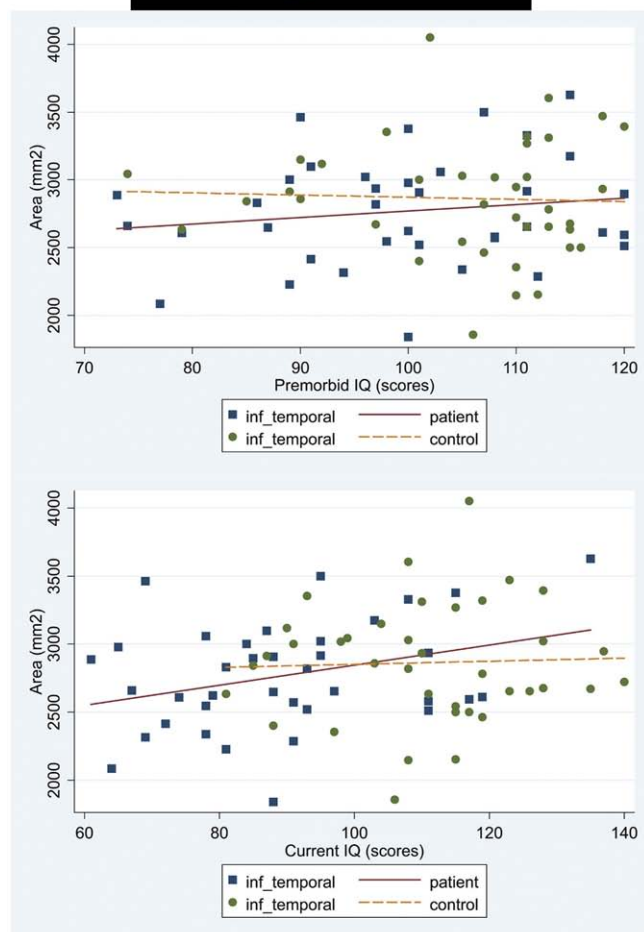 4000
3500
3000
2500
2000
Area (mm2)
70 80 90 100 110 120
Premorbid IQ (scores)
inf_temporal patient
inf_temporal control
4000
3500
3000
2500
2000
Area (mm2)
60 80 100 120 140
Current IQ (scores)
inf_temporal patient
inf_temporal control